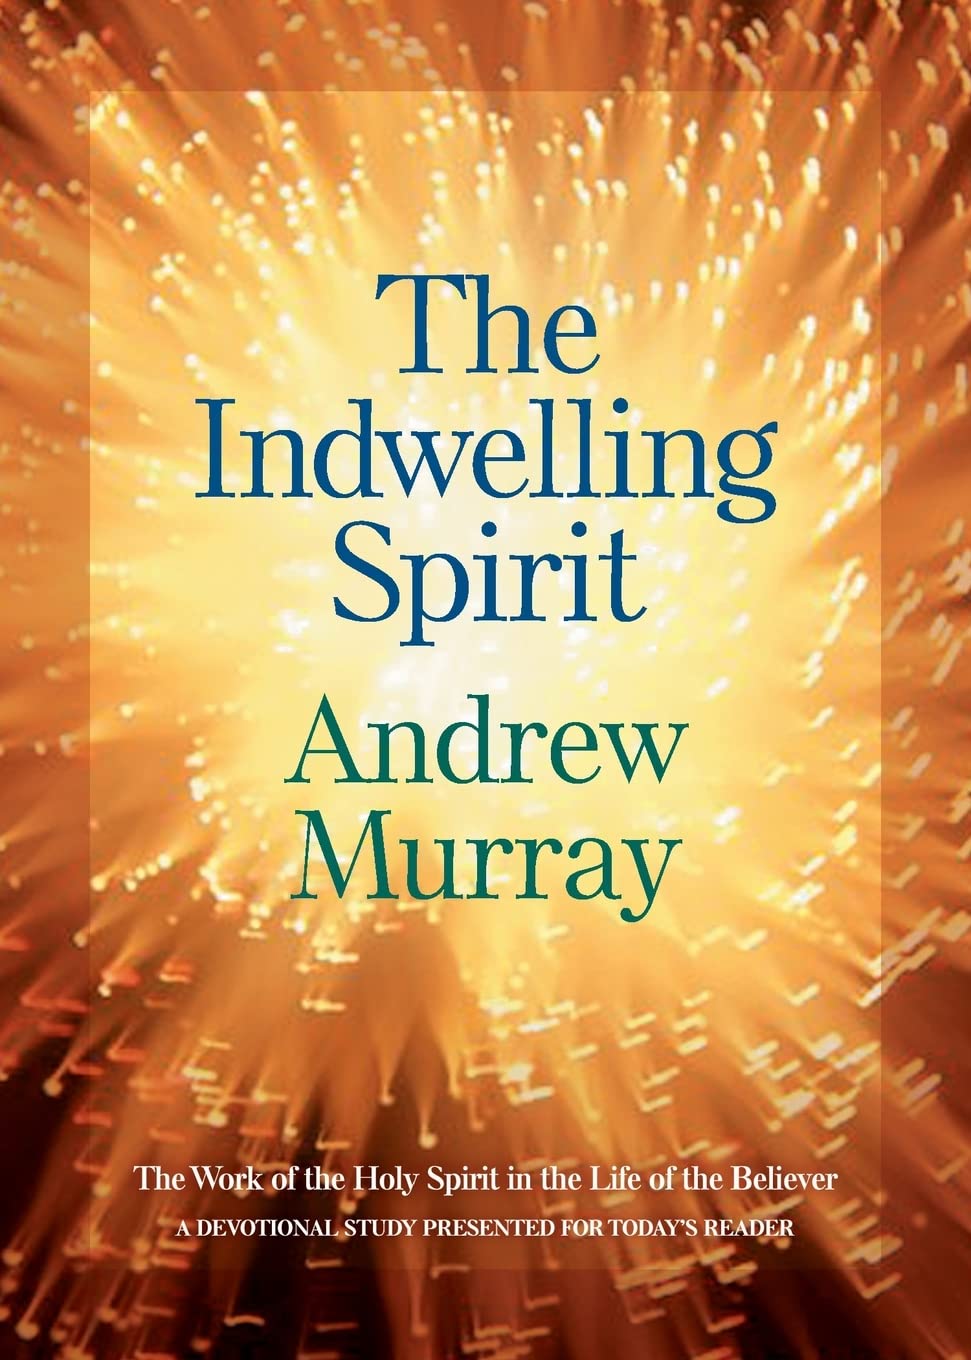 The
Indwelling
Spirit
Andrew
Murray
The Work of the Holy Spirit in the Life of the Believer
A DEVOTIONAL STUDY PRESENTED FOR TODAY'S READER